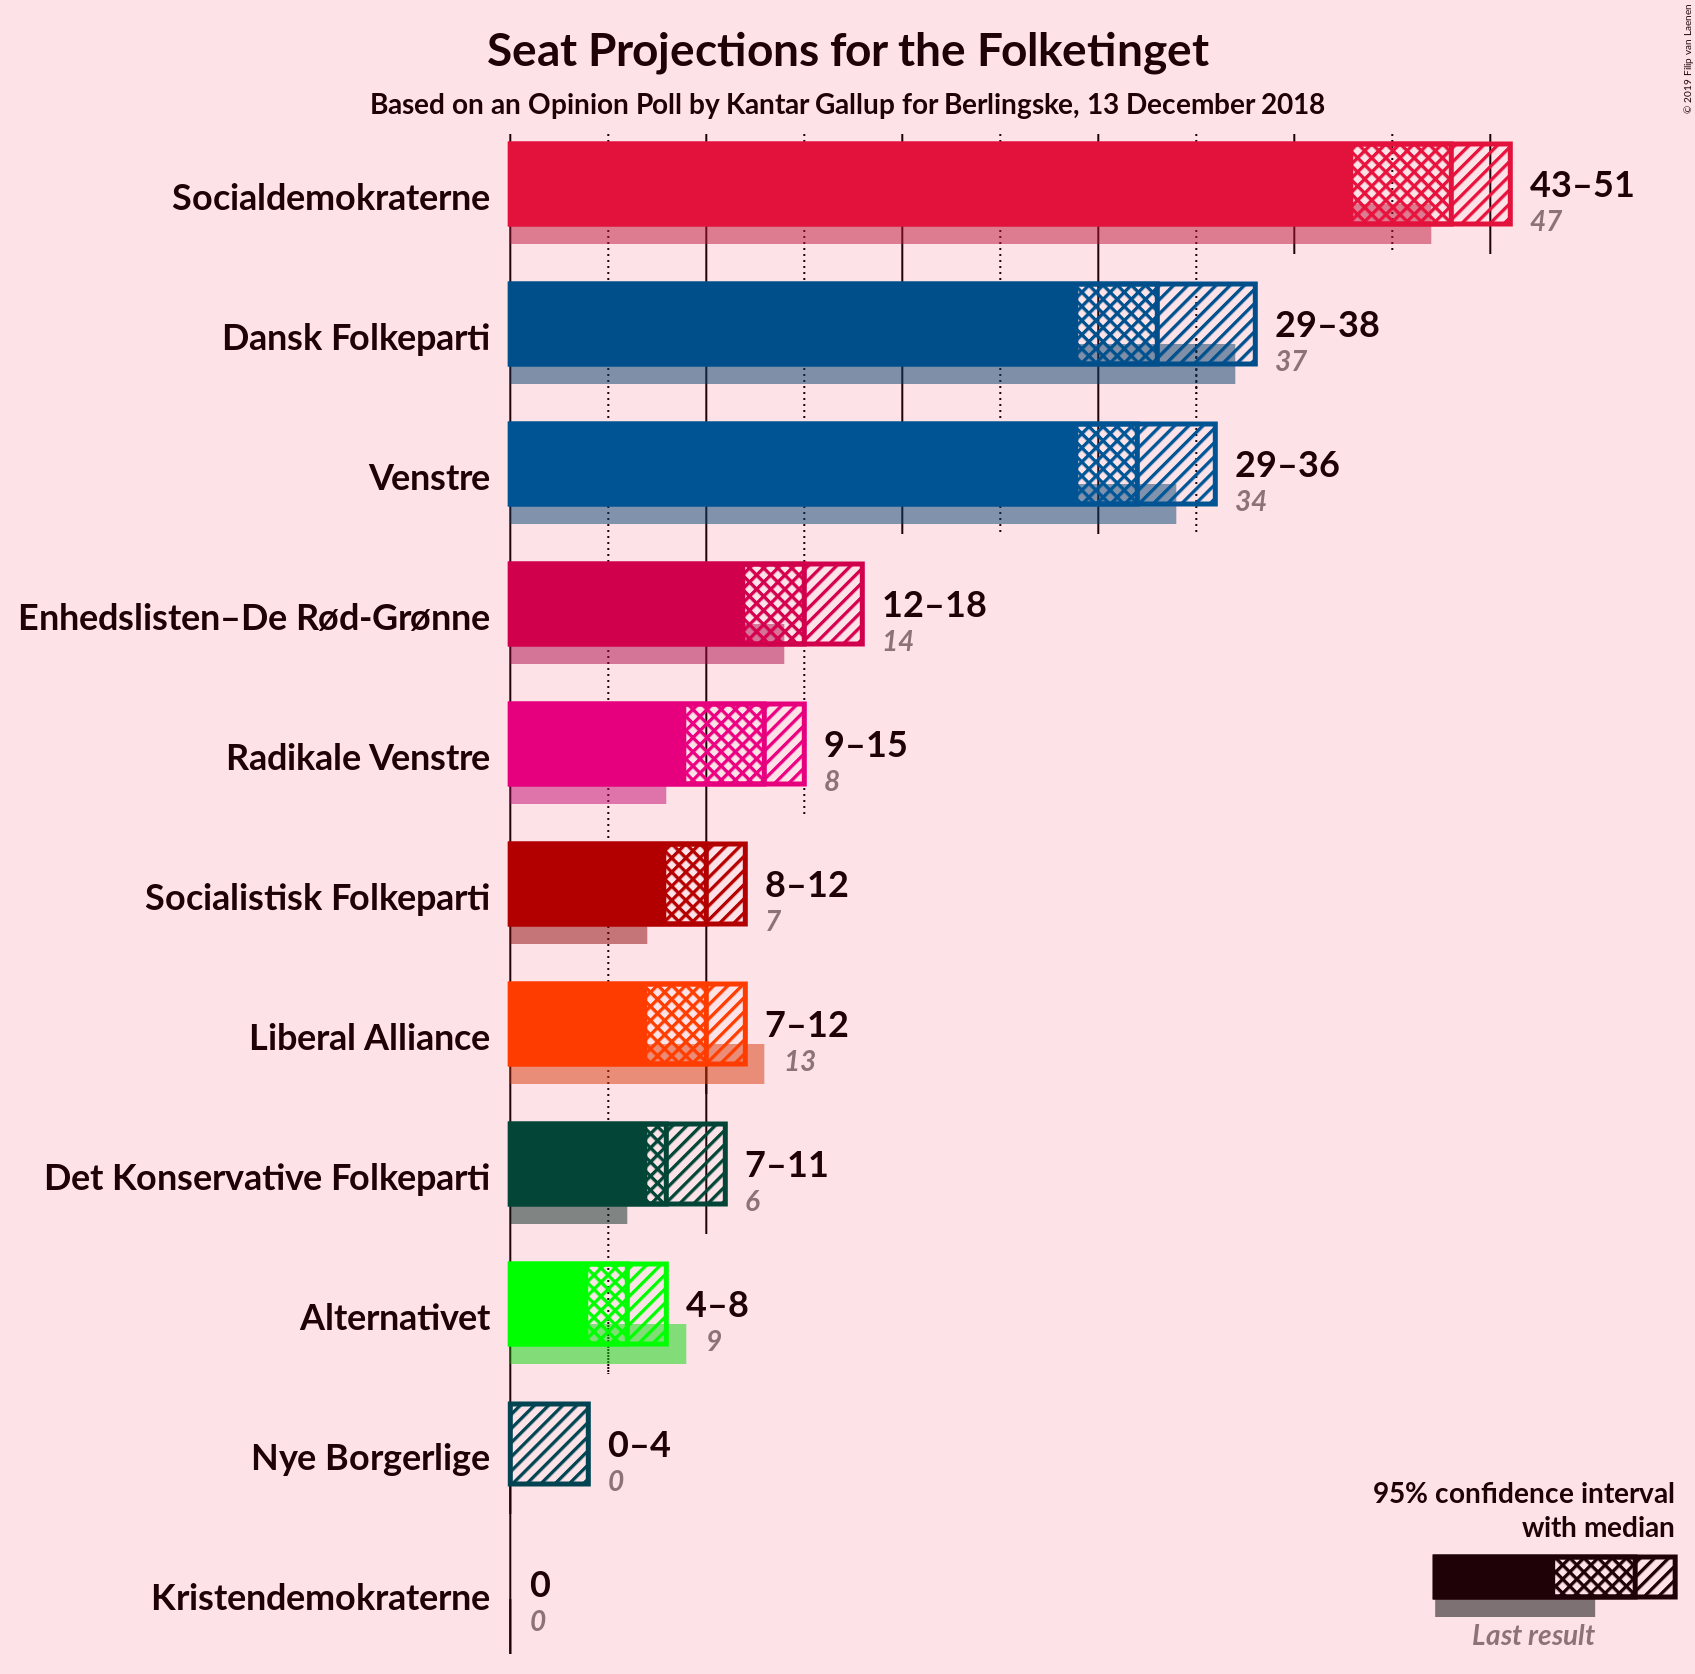 Seat Projections for the Folketinget
Based on an Opinion Poll by Kantar Gallup for Berlingske, 13 December 2018
© 2019 Filip van Laenen
Socialdemokraterne
43–51
47
Dansk Folkeparti
29–38
37
Venstre
29–36
34
Enhedslisten–De Rød-Grønne
12–18
14
Radikale Venstre
9–15
8
Socialistisk Folkeparti
8–12
7
Liberal Alliance
7–12
13
Det Konservative Folkeparti
7–11
6
Alternativet
4–8
9
Nye Borgerlige
0–4
0
Kristendemokraterne
0
0
95% confidence interval
with median
Last result